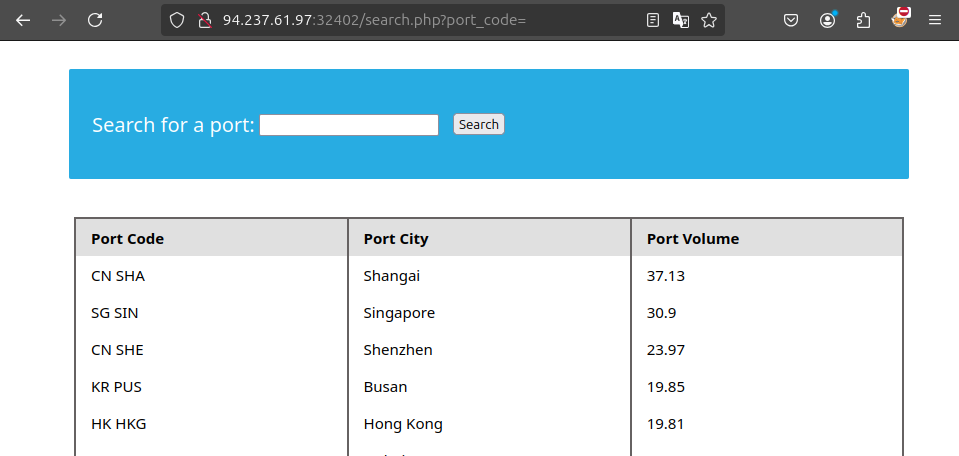 94.237.61.97:32402/search.php?port_code=
Search for a port: Search
Port Code Port City Port Volume
CN SHA Shangai 37.13
SG SIN Singapore 30.9
CN SHE Shenzhen 23.97
KR PUS Busan 19.85
HK HKG Hong Kong 19.81